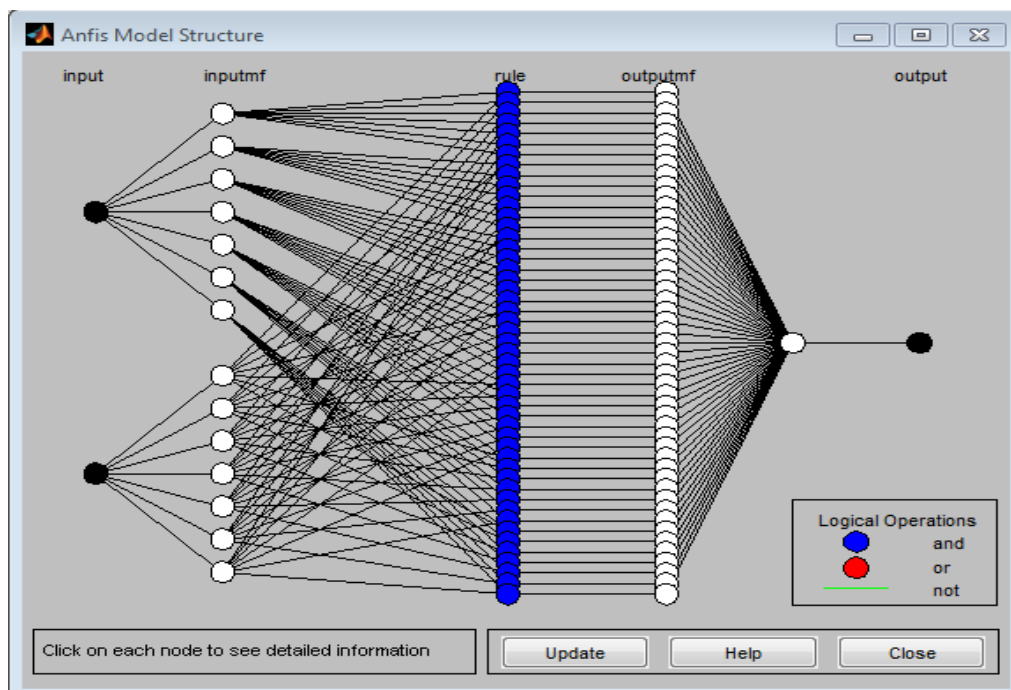 Anfis Model Structure
input inputmf rule outputmf output
Logical Operations
and
or
not
Click on each node to see detailed information
Update Help Close